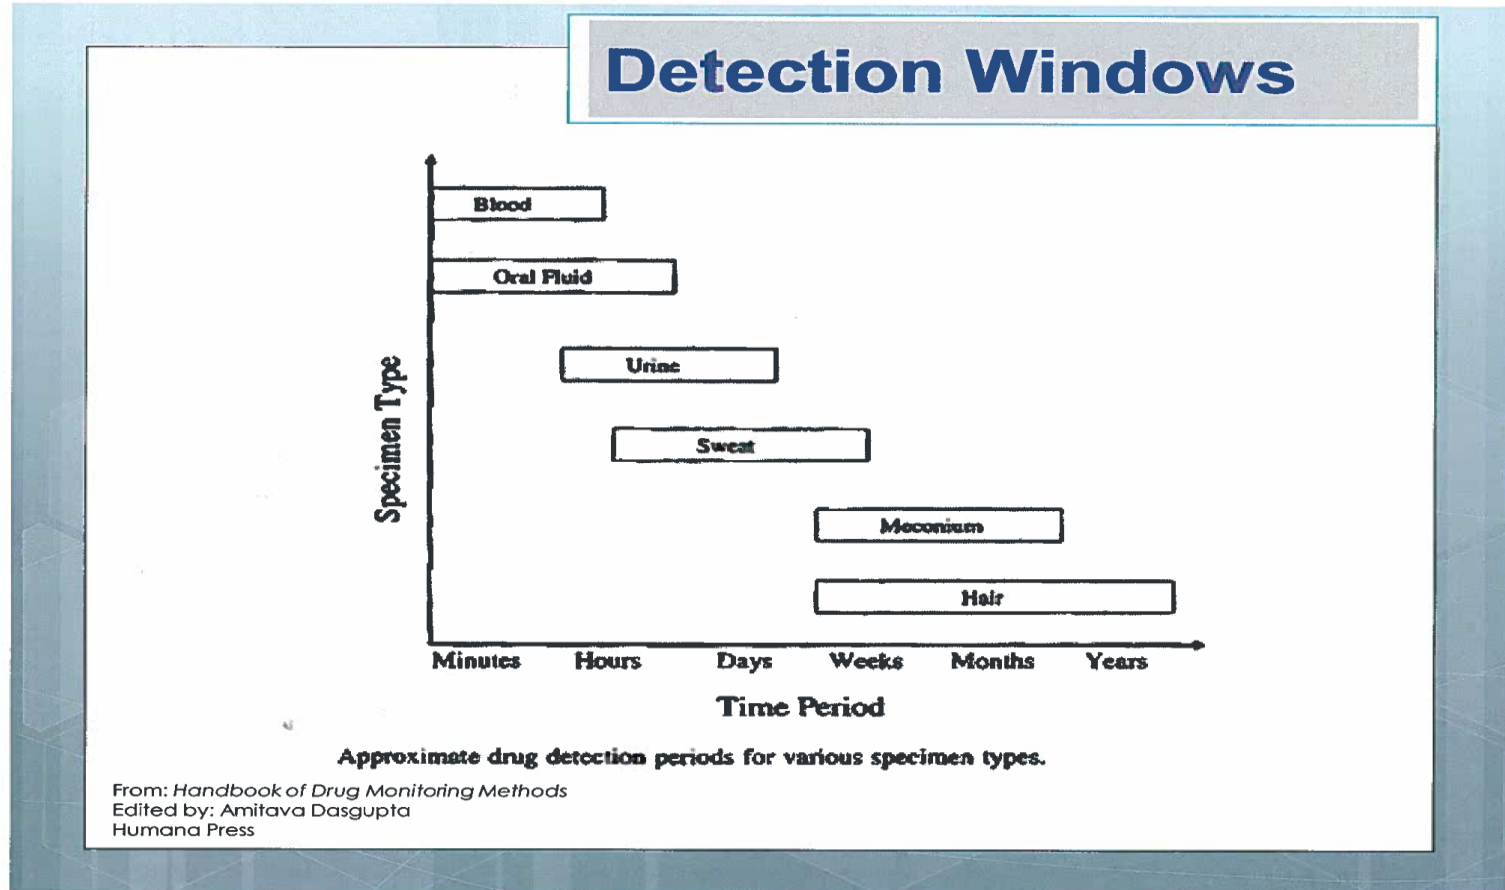 Detection Windows
Blood
Oral Fluid
Urine
Sweat
Meconium
Hair
Specimen Type
Minutes Hours Days Weeks Months Years
Time Period
Approximate drug detection periods for various specimen types.
From: Handbook of Drug Monitoring Methods
Edited by: Amitava Dasgupta
Humana Press